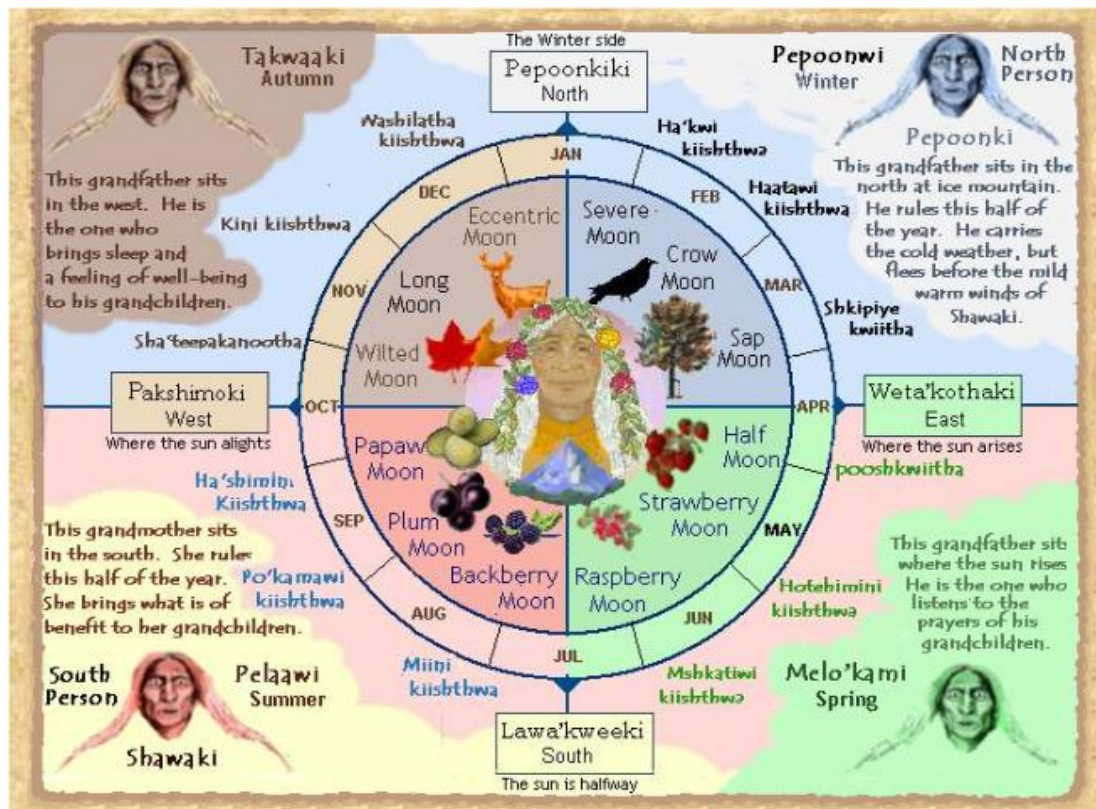 Takwaaki
Autumn
This grandfather sits
in the west. He is
the one who
brings sleep and
a feeling of well-being
to his grandchildren.
The Winter side
Pepoonkiki
North
Pepoonwi
Winter
North
Person
Pepoonki
This grandfather sits in the
north at ice mountain.
He rules this half of
the year. He carries
the cold weather, but
flees before the mild
warm winds of
Shawaki.
Washilatha
kiishthwa
Ha'kwi
kiishthwa
Kini kiishthwa
Haatawi
kiishthwa
Sha'teepakanootha
Shkipiye
kwiitha
JAN
FEB
MAR
APR
MAY
JUN
JUL
AUG
SEP
OCT
NOV
DEC
Eccentric
Moon
Severe
Moon
Long
Moon
Crow
Moon
Wilted
Moon
Sap
Moon
Pakshimoki
West
Where the sun alights
Weta'kothaki
East
Where the sun arises
Papaw
Moon
Half
Moon
Plum
Moon
Strawberry
Moon
Backberry
Moon
Raspberry
Moon
Ha'shimini
Kiishthwa
pooshkwiitha
Po'kamawi
kiishthwa
Hotehimini
kiishthwa
Miini
kiishthwa
Mshkatiwi
kiishthwa
This grandmother sits
in the south. She rules
this half of the year.
She brings what is of
benefit to her grandchildren.
South
Person
Pelaawi
Summer
Shawaki
Lawa'kweeki
South
The sun is halfway
This grandfather sits
where the sun rises
He is the one who
listens to the
prayers of his
grandchildren.
Melo'kami
Spring